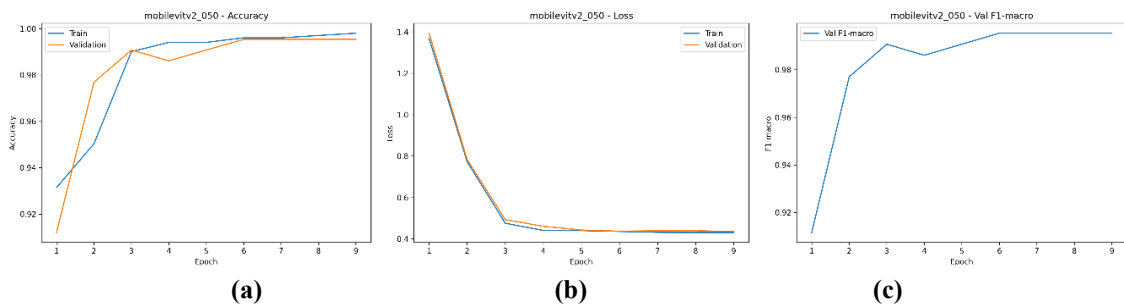 mobilevitv2_050 - Accuracy
1.00
0.98
0.96
0.94
0.92
Accuracy
Train
Validation
1 2 3 4 5 6 7 8 9
Epoch
(a)
mobilevitv2_050 - Loss
1.4
1.2
1.0
0.8
0.6
0.4
Loss
Train
Validation
1 2 3 4 5 6 7 8 9
Epoch
(b)
mobilevitv2_050 - Val F1-macro
0.98
0.96
0.94
0.92
F1-macro
Val F1-macro
1 2 3 4 5 6 7 8 9
Epoch
(c)